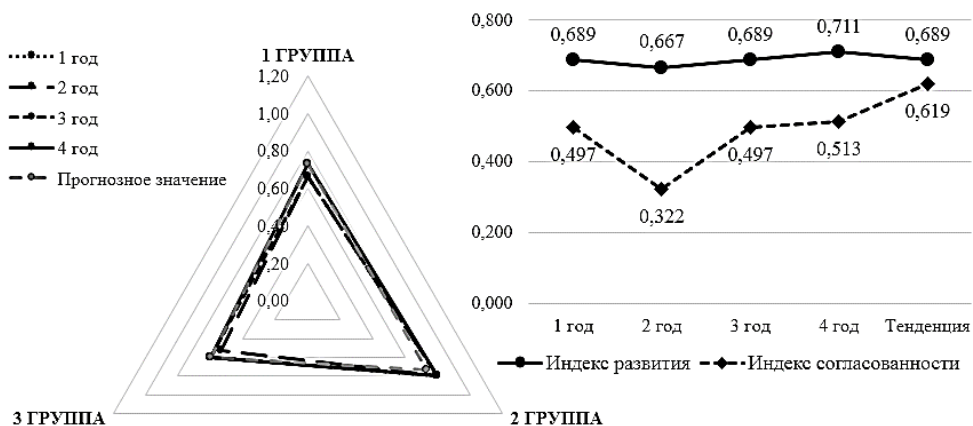 1 ГРУППА
1 год
2 год
3 год
4 год
Прогнозное значение
1,20
1,00
0,80
0,60
0,40
0,20
0,00
3 ГРУППА
2 ГРУППА
0,800
0,600
0,400
0,200
0,000
0,689
0,667
0,689
0,711
0,689
0,497
0,322
0,497
0,513
0,619
1 год
2 год
3 год
4 год
Тенденция
Индекс развития
Индекс согласованности